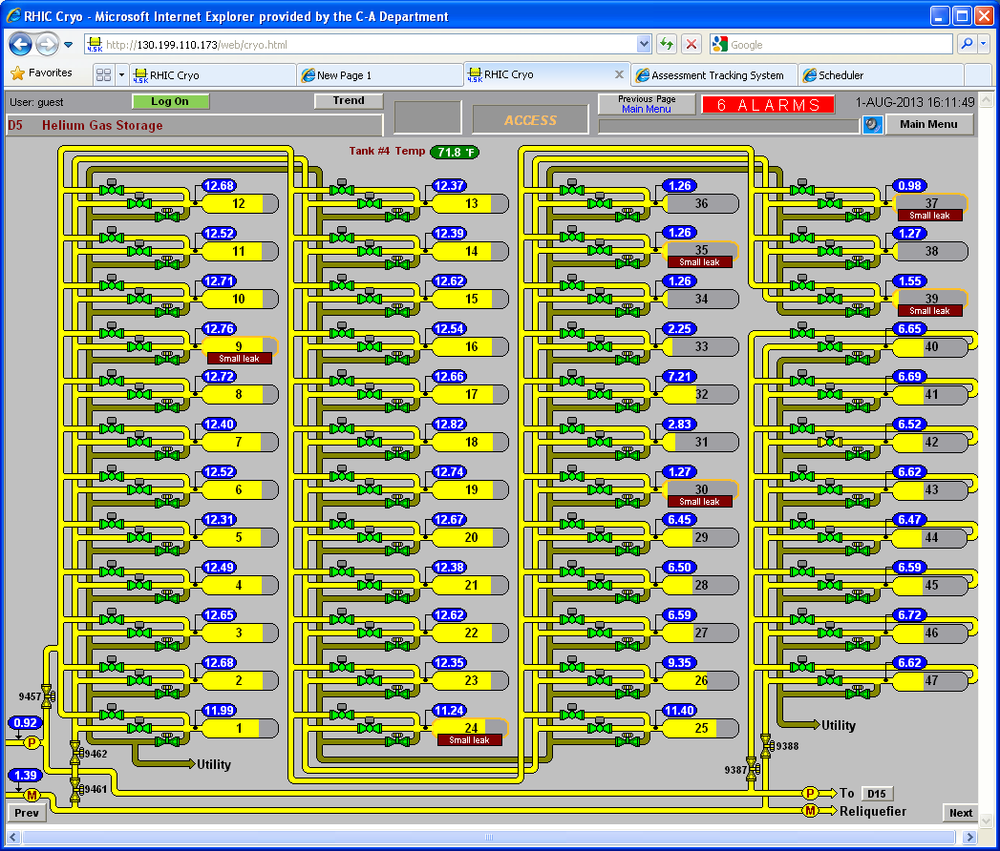 RHIC Cryo - Microsoft Internet Explorer provided by the C-A Department
4.5K http://130.199.110.173/web/cryo.html Google
Favorites 4.5K RHIC Cryo New Page 1 4.5K RHIC Cryo Assessment Tracking System Scheduler
User: guest Log On Trend Previous Page 6 ALARMS 1-AUG-2013 16:11:49
Main Menu
D5 Helium Gas Storage ACCESS Main Menu
Tank #4 Temp 71.8 °F
12.68 12.37 1.26 0.98
12 13 36 37
Small leak
12.52 12.39 1.26 1.27
11 14 35 38
Small leak
12.71 12.62 1.26 1.55
10 15 34 39
Small leak
12.76 12.54 2.25 6.65
9 16 33 40
Small leak
12.72 12.66 7.21 6.69
8 17 32 41
12.40 12.82 2.83 6.52
7 18 31 42
12.52 12.74 1.27 6.62
6 19 30 43
Small leak
12.31 12.67 6.45 6.47
5 20 29 44
12.49 12.38 6.50 6.59
4 21 28 45
12.65 12.62 6.59 6.72
3 22 27 46
12.68 12.35 9.35 6.62
2 23 26 47
9457
11.99 11.24 11.40
0.92 1 24 25 Utility
Small leak
P
9462 Utility 9388
9387
1.39
9461
M P To D15
Prev M Reliquefier Next